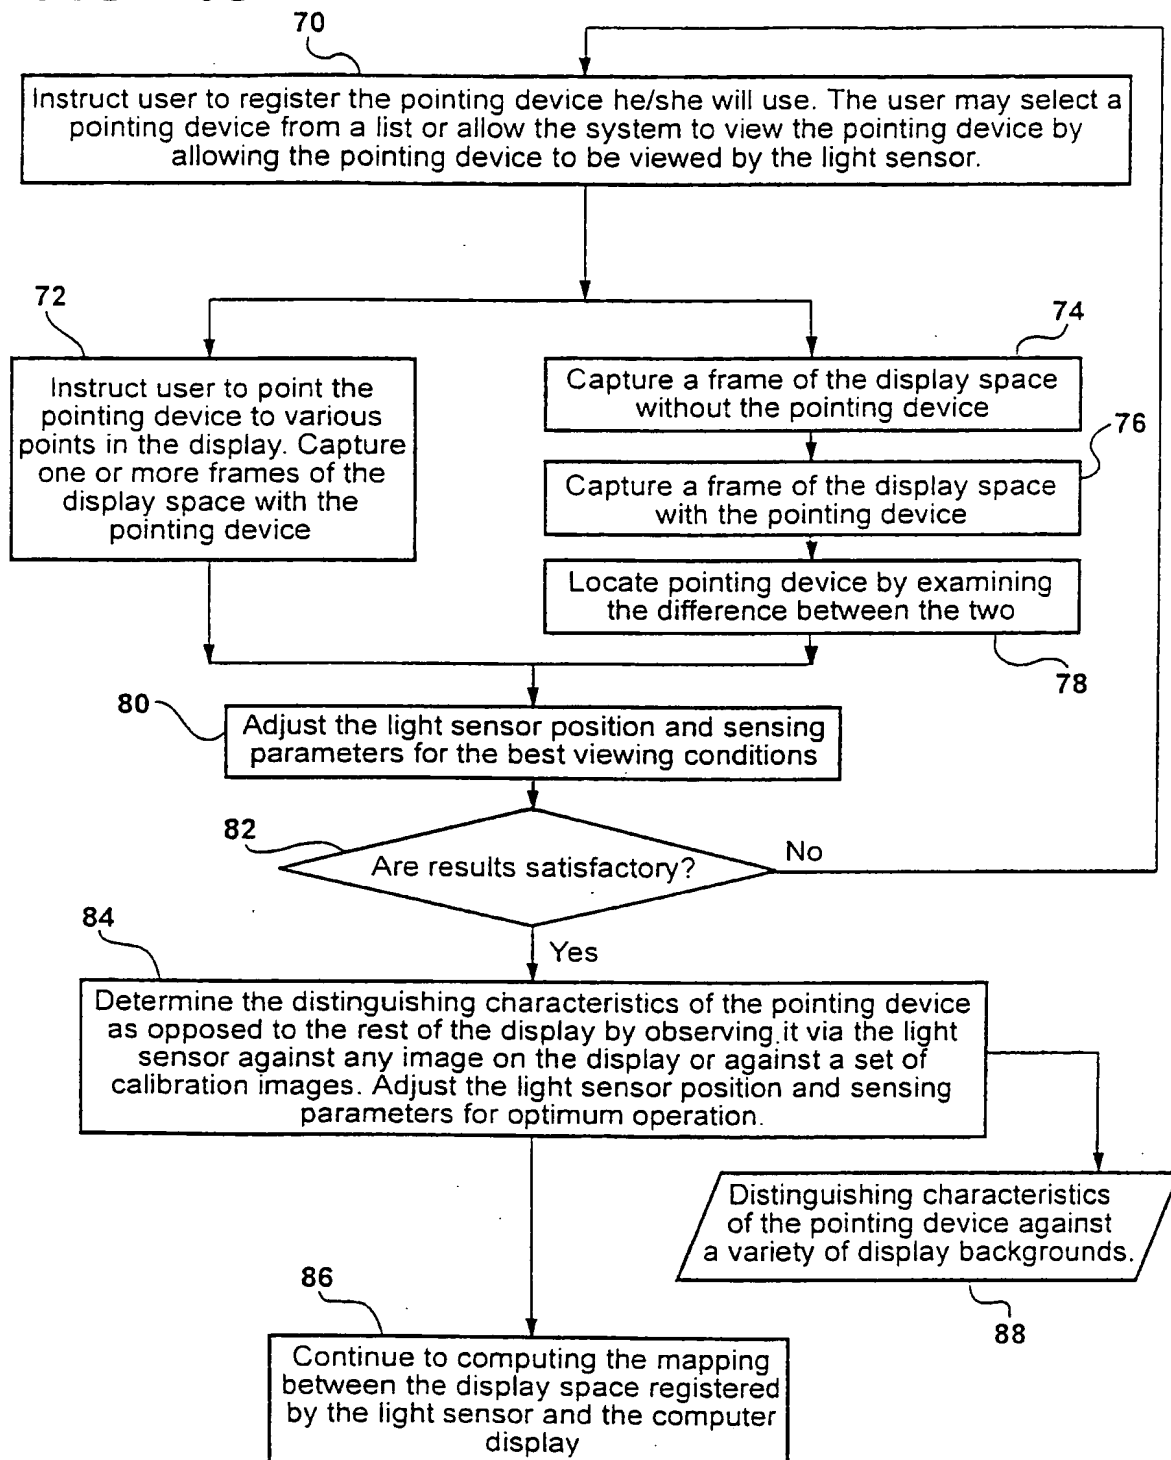 70
Instruct user to register the pointing device he/she will use. The user may select a
pointing device from a list or allow the system to view the pointing device by
allowing the pointing device to be viewed by the light sensor.
72
Instruct user to point the
pointing device to various
points in the display. Capture
one or more frames of the
display space with the
pointing device
74
Capture a frame of the display space
without the pointing device
76
Capture a frame of the display space
with the pointing device
Locate pointing device by examining
the difference between the two
78
80
Adjust the light sensor position and sensing
parameters for the best viewing conditions
82
Are results satisfactory?
No
Yes
84
Determine the distinguishing characteristics of the pointing device
as opposed to the rest of the display by observing it via the light
sensor against any image on the display or against a set of
calibration images. Adjust the light sensor position and sensing
parameters for optimum operation.
Distinguishing characteristics
of the pointing device against
a variety of display backgrounds.
88
86
Continue to computing the mapping
between the display space registered
by the light sensor and the computer
display